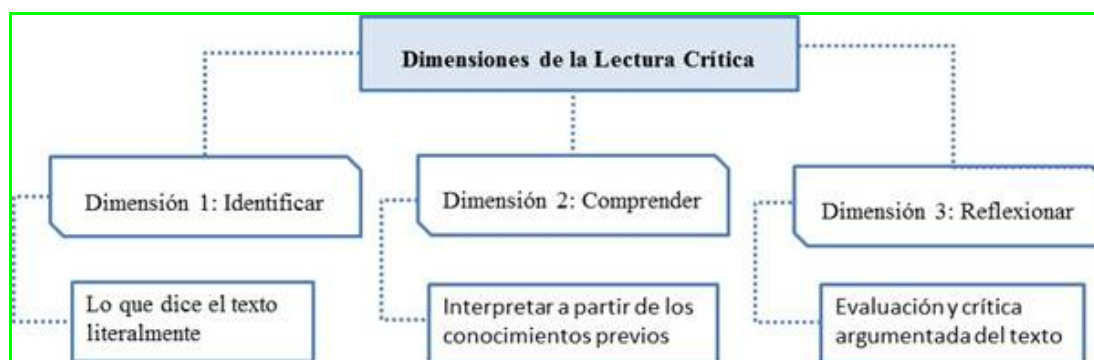 Dimensiones de la Lectura Crítica
Dimensión 1: Identificar
Dimensión 2: Comprender
Dimensión 3: Reflexionar
Lo que dice el texto
literalmente
Interpretar a partir de los
conocimientos previos
Evaluación y crítica
argumentada del texto